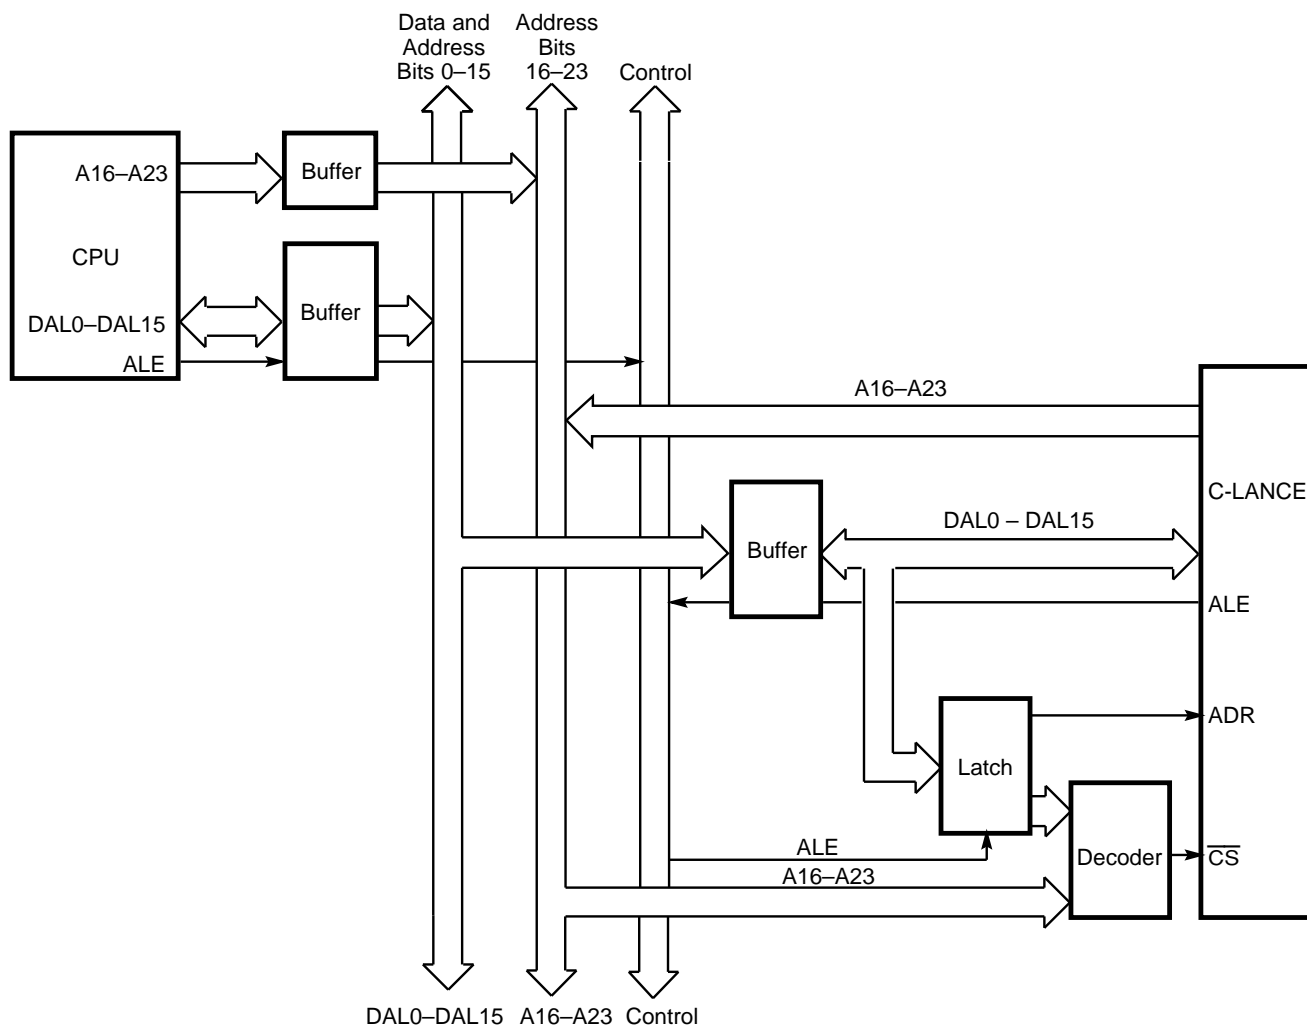 Data and
Address
Bits 0–15
Address
Bits
16–23
Control
A16–A23
Buffer
CPU
DAL0–DAL15
Buffer
ALE
A16–A23
C-LANCE
DAL0 – DAL15
Buffer
ALE
ADR
Latch
ALE
Decoder
CS
A16–A23
DAL0–DAL15
A16–A23
Control